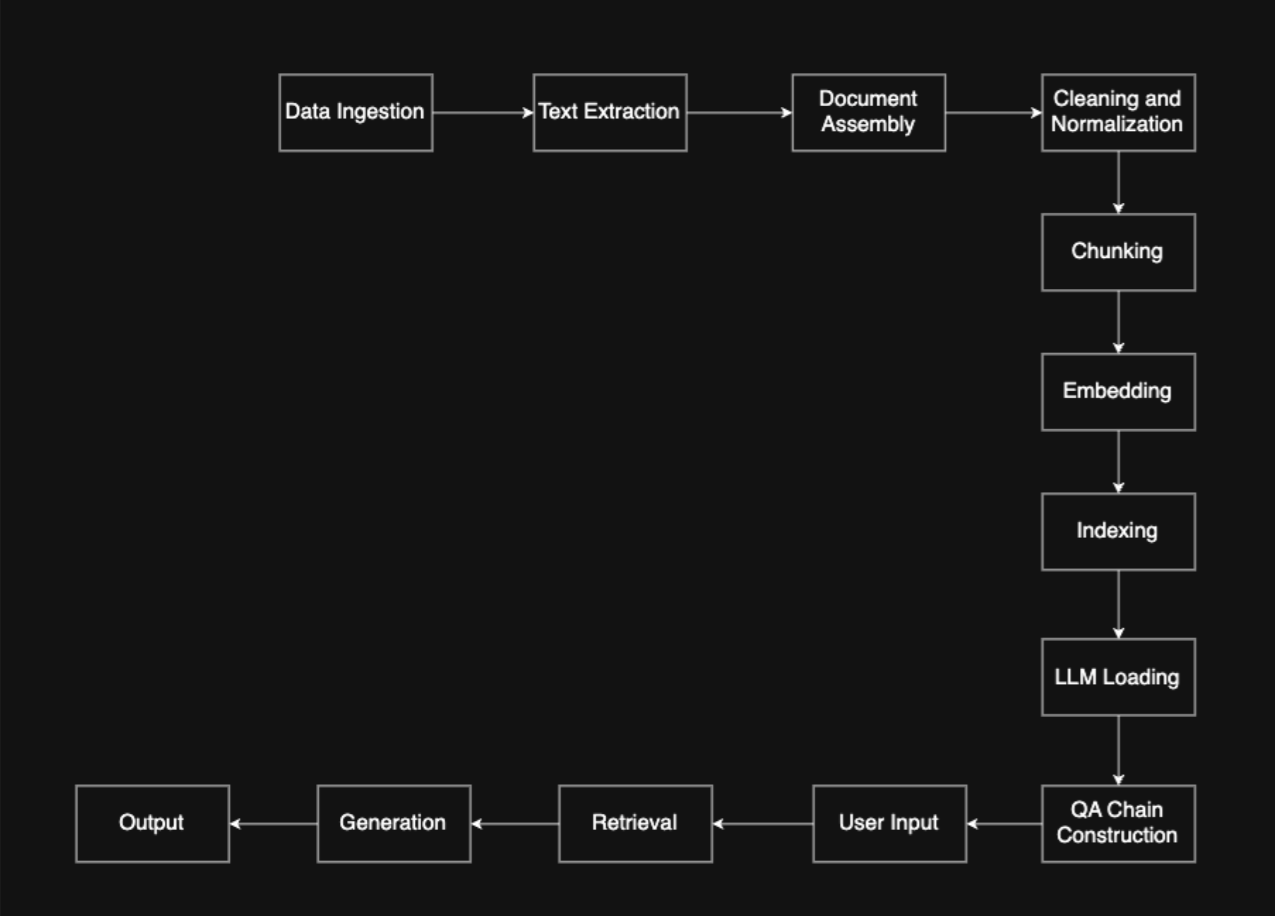 Data Ingestion
Text Extraction
Document
Assembly
Cleaning and
Normalization
Chunking
Embedding
Indexing
LLM Loading
QA Chain
Construction
User Input
Retrieval
Generation
Output